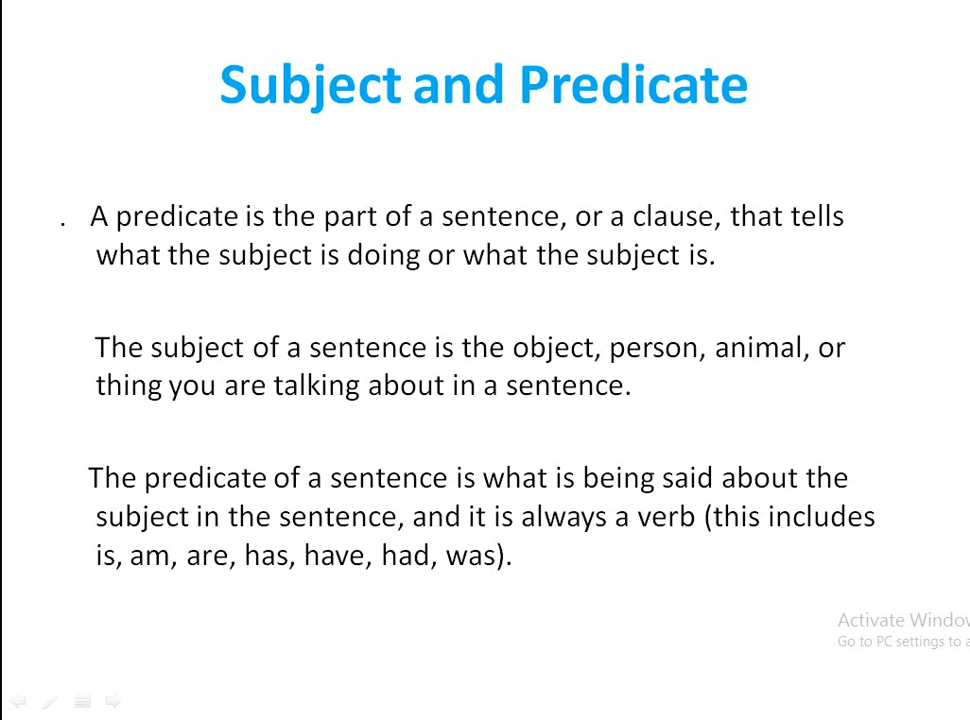 Subject and Predicate
. A predicate is the part of a sentence, or a clause, that tells
what the subject is doing or what the subject is.
The subject of a sentence is the object, person, animal, or
thing you are talking about in a sentence.
The predicate of a sentence is what is being said about the
subject in the sentence, and it is always a verb (this includes
is, am, are, has, have, had, was).
Activate Window
Go to PC settings to a